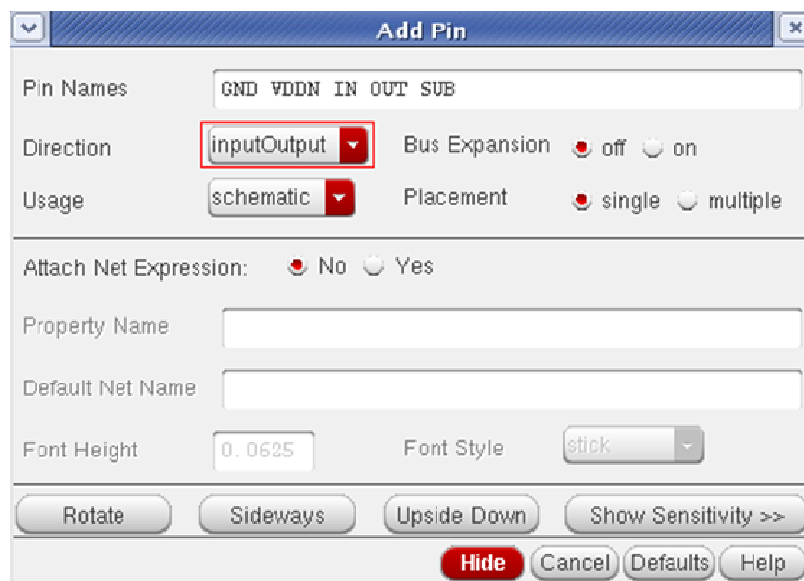 Add Pin
Pin Names GND VDDN IN OUT SUB
Direction inputOutput Bus Expansion off on
Usage schematic Placement single multiple
Attach Net Expression: No Yes
Property Name
Default Net Name
Font Height 0.0625 Font Style stick
Rotate Sideways Upside Down Show Sensitivity >>
Hide Cancel Defaults Help